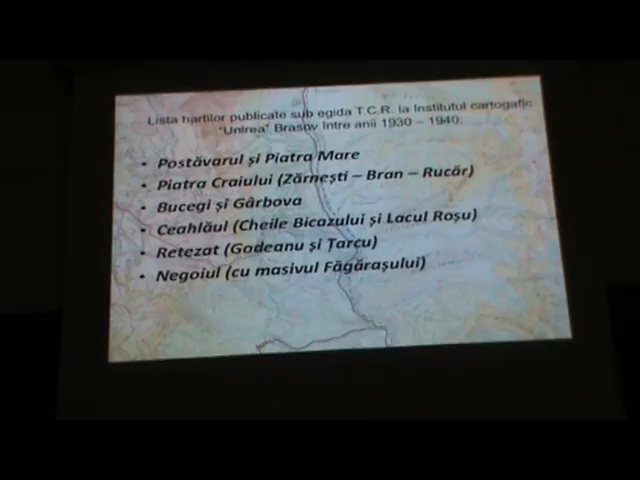 Lista hartilor publicate sub egida T.C.R. la Institutul cartogafic
"Unirea" Brasov între anii 1930 – 1940:
• Postăvarul și Piatra Mare
• Piatra Craiului (Zărnești – Bran – Rucăr)
• Bucegi și Gârbova
• Ceahlăul (Cheile Bicazului și Lacul Roșu)
• Retezat (Godeanu și Țarcu)
• Negoiul (cu masivul Făgărașului)